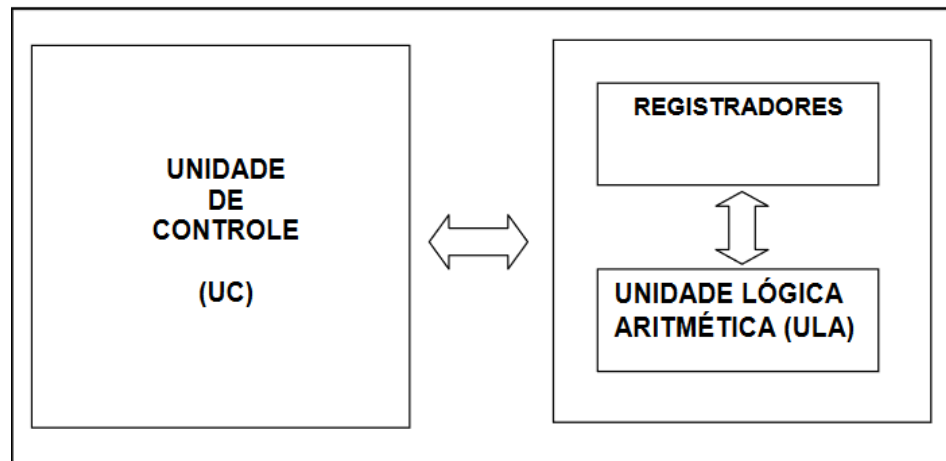 UNIDADE
DE
CONTROLE
(UC)
REGISTRADORES
UNIDADE LÓGICA
ARITMÉTICA (ULA)